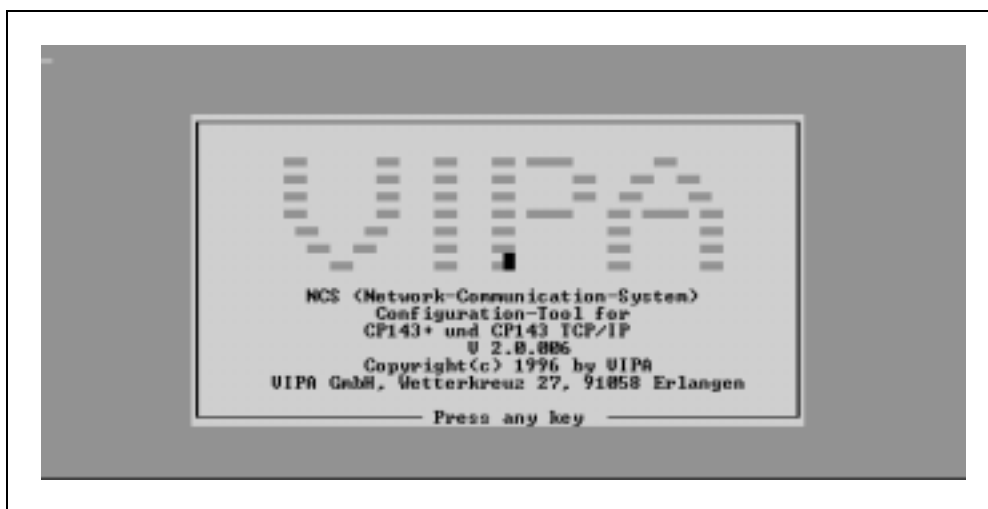 VIPA
NCS (Network-Communication-System)
Configuration-Tool for
CP143+ und CP143 TCP/IP
V 2.0.006
Copyright(c) 1996 by VIPA
VIPA GmbH, Wetterkreuz 27, 91058 Erlangen
Press any key